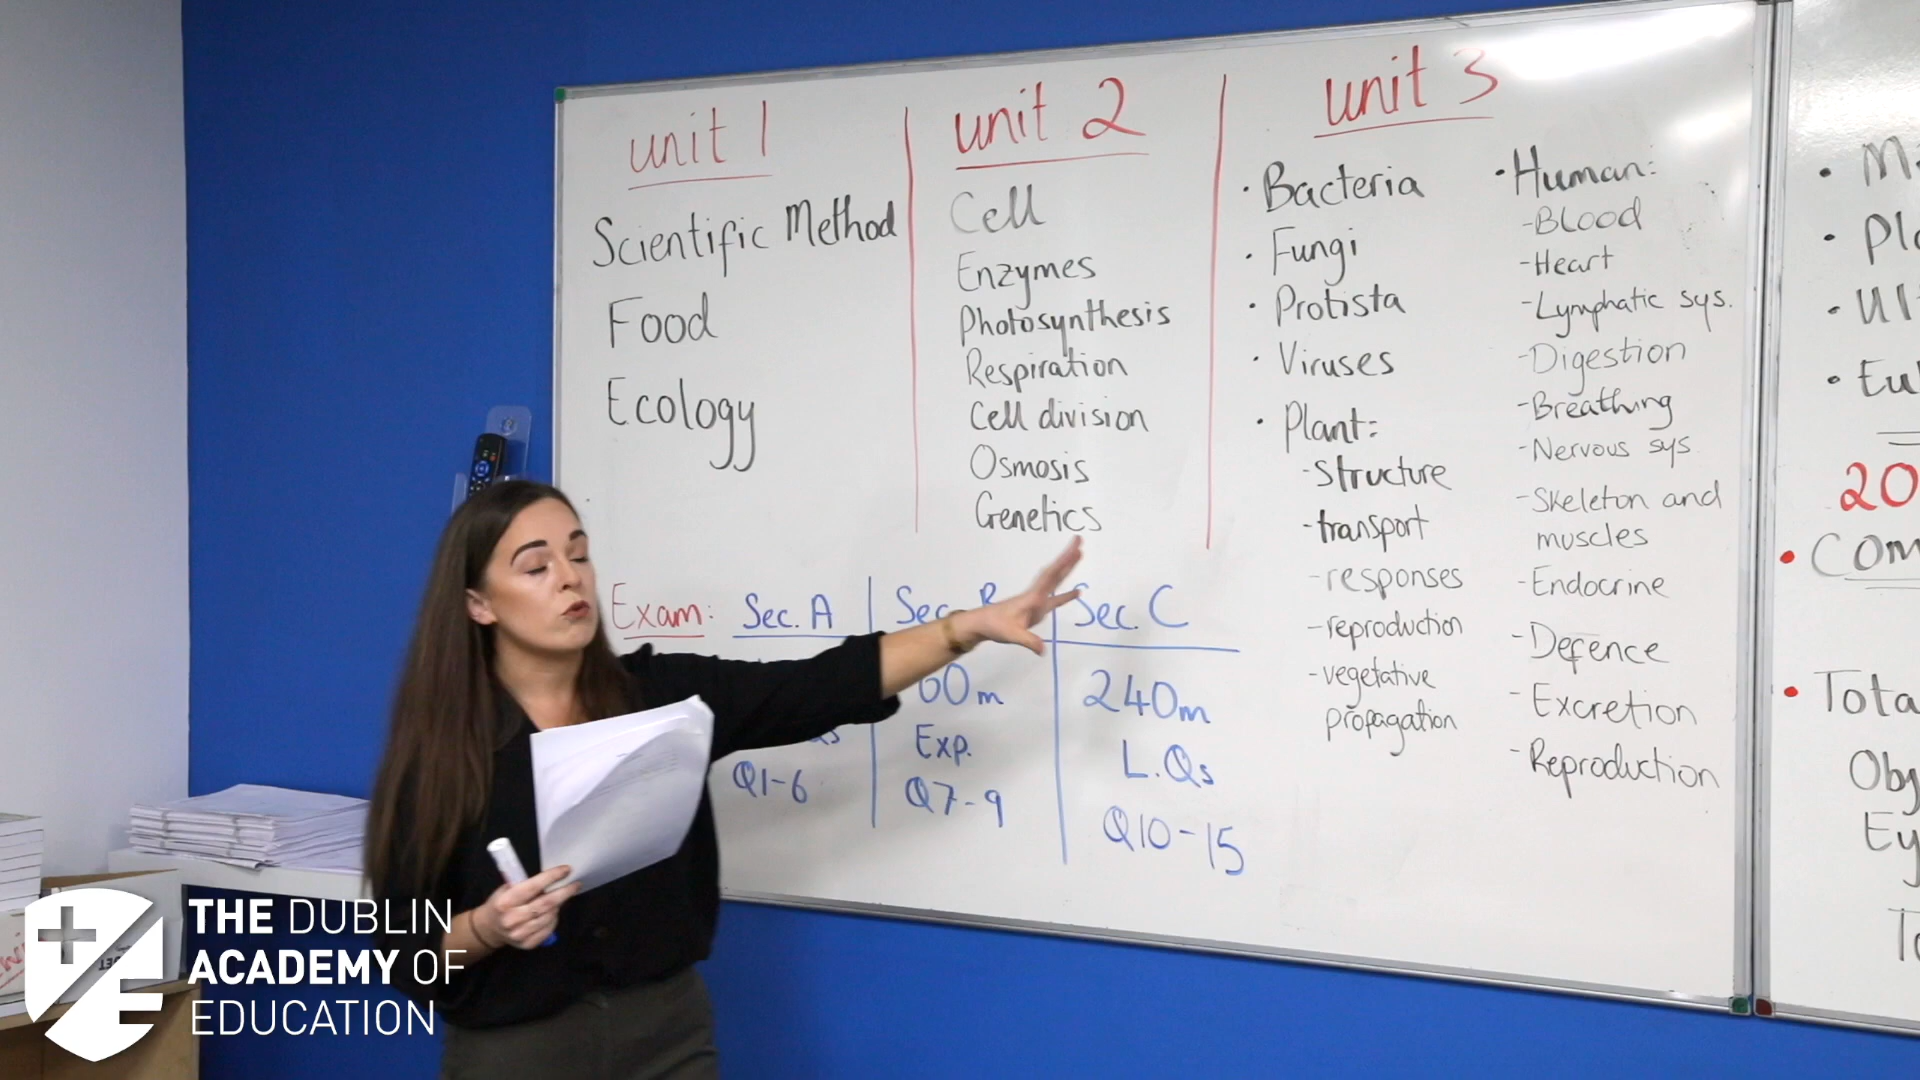 unit 1
Scientific Method
Food
Ecology
unit 2
Cell
Enzymes
Photosynthesis
Respiration
Cell division
Osmosis
Genetics
unit 3
· Bacteria
· Fungi
· Protista
· Viruses
· Plant:
- structure
- transport
- responses
- reproduction
- vegetative
propagation
· Human:
- Blood
- Heart
- Lymphatic sys.
- Digestion
- Breathing
- Nervous sys
- Skeleton and
muscles
- Endocrine
- Defence
- Excretion
- Reproduction
Exam:
Sec. A
Q1-6
Sec.
60m
Exp.
Q7-9
Sec. C
240m
L.Qs
Q10-15
20
THE DUBLIN
ACADEMY OF
EDUCATION